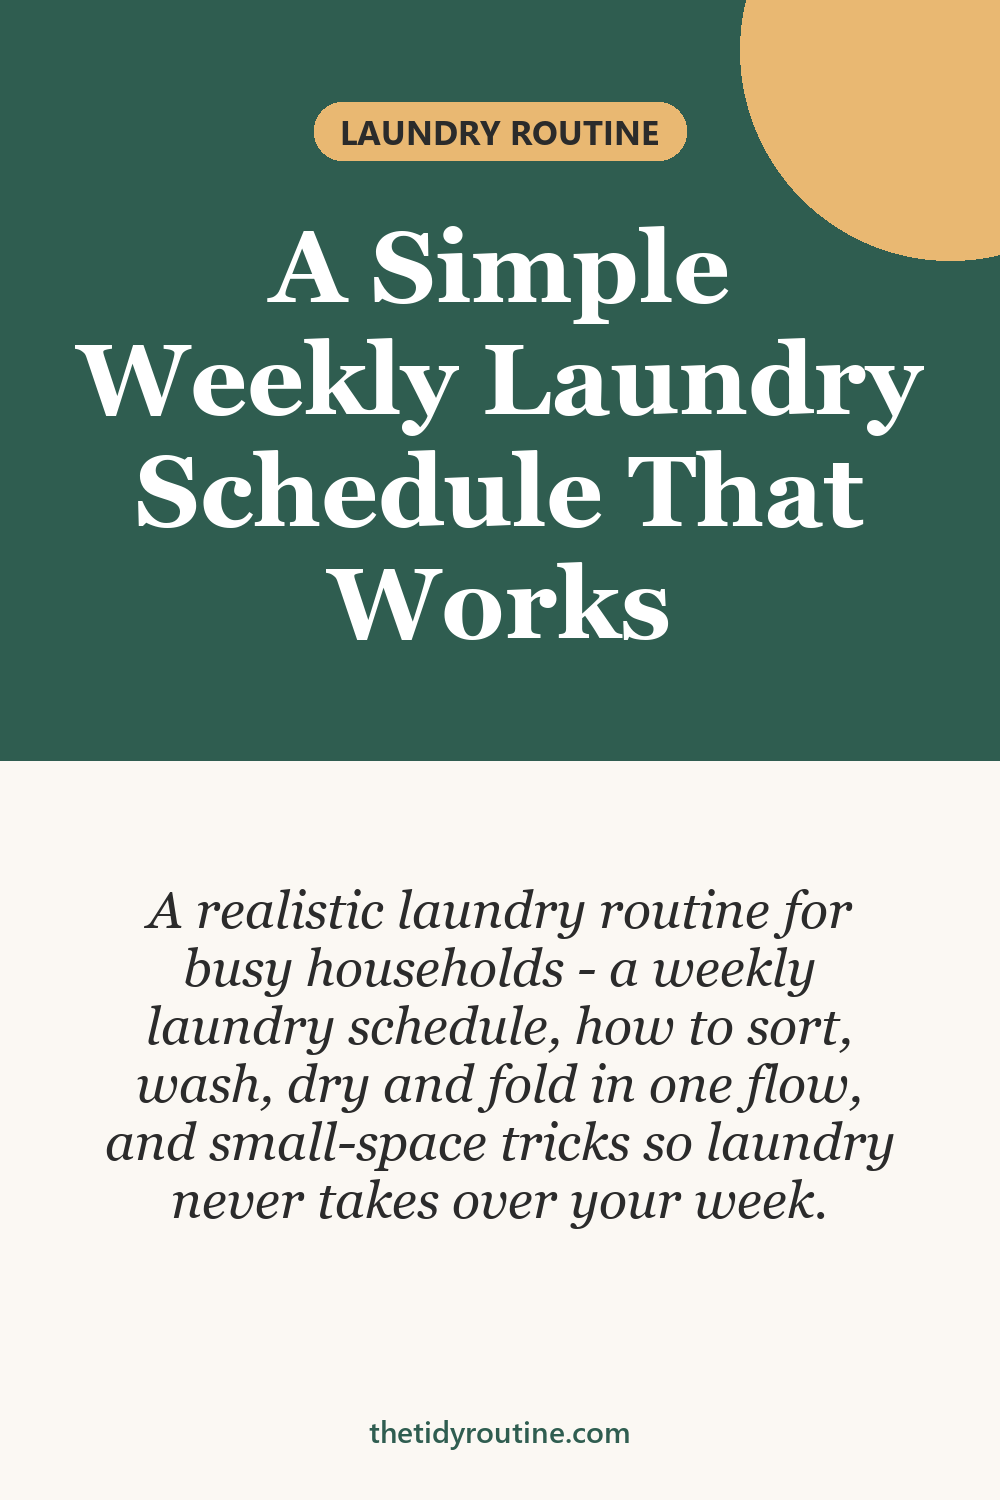 LAUNDRY ROUTINE
A Simple
Weekly Laundry
Schedule That
Works
A realistic laundry routine for
busy households - a weekly
laundry schedule, how to sort,
wash, dry and fold in one flow,
and small-space tricks so laundry
never takes over your week.
thetidyroutine.com